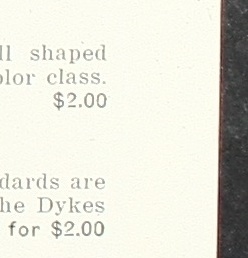 ll shaped
olor class.
$2.00
dards are
he Dykes
for $2.00